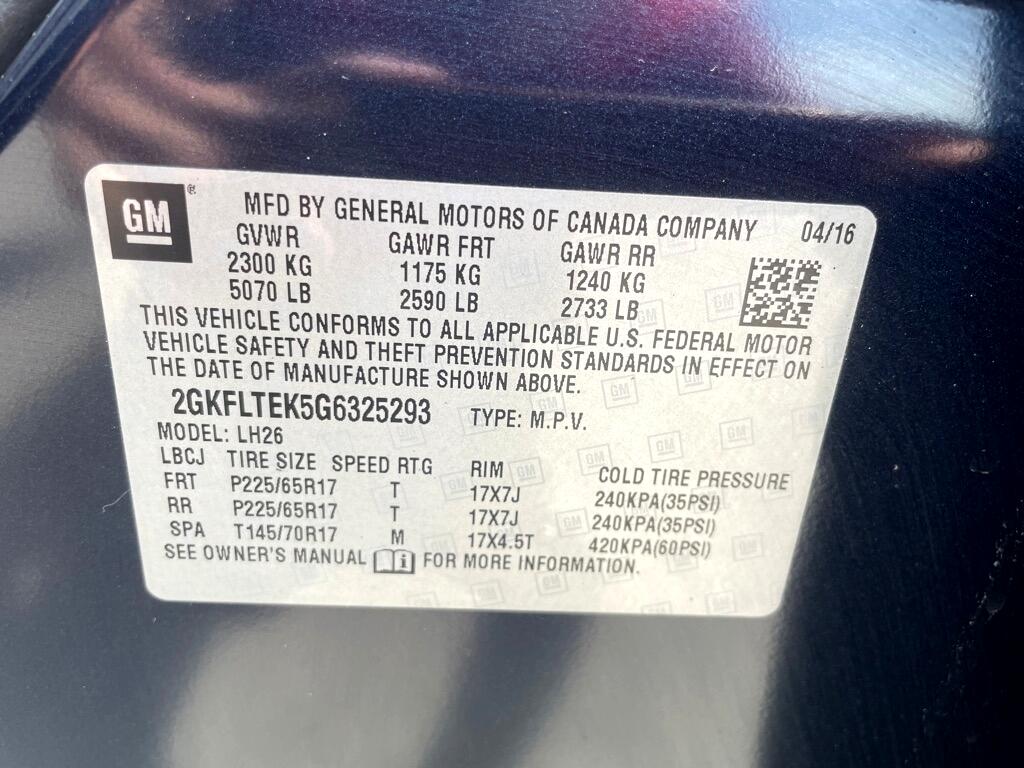 GM ® MFD BY GENERAL MOTORS OF CANADA COMPANY 04/16
GVWR GAWR FRT GAWR RR
2300 KG 1175 KG 1240 KG
5070 LB 2590 LB 2733 LB
THIS VEHICLE CONFORMS TO ALL APPLICABLE U.S. FEDERAL MOTOR
VEHICLE SAFETY AND THEFT PREVENTION STANDARDS IN EFFECT ON
THE DATE OF MANUFACTURE SHOWN ABOVE.
2GKFLTEK5G6325293 TYPE: M.P.V.
MODEL: LH26
LBCJ TIRE SIZE SPEED RTG RIM COLD TIRE PRESSURE
FRT P225/65R17 T 17X7J 240KPA(35PSI)
RR P225/65R17 T 17X7J 240KPA(35PSI)
SPA T145/70R17 M 17X4.5T 420KPA(60PSI)
SEE OWNER'S MANUAL i FOR MORE INFORMATION.